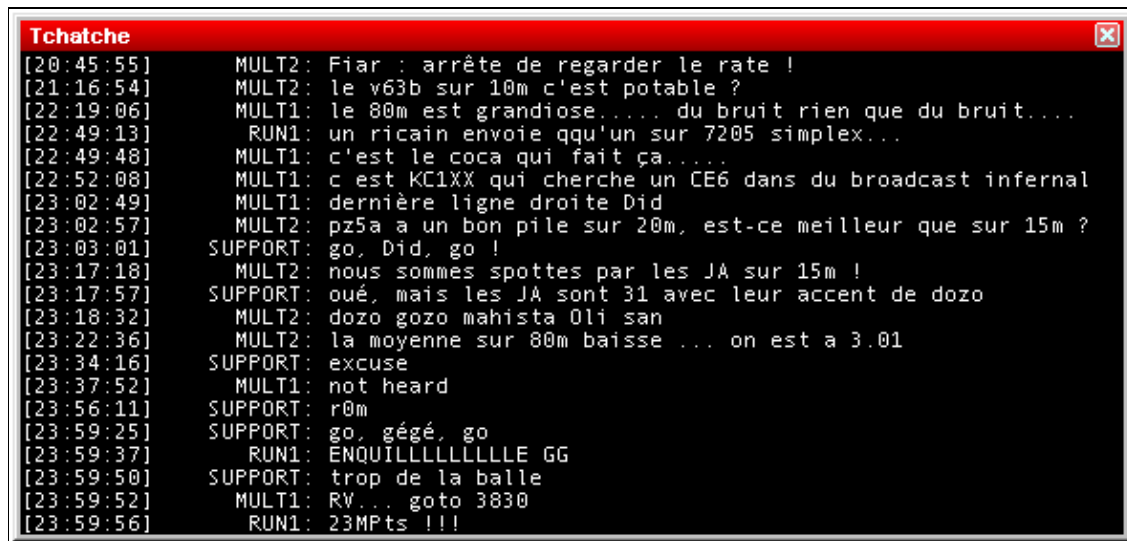 Tchatche
[20:45:55] MULT2: Fiar : arrête de regarder le rate !
[21:16:54] MULT2: le v63b sur 10m c'est potable ?
[22:19:06] MULT1: le 80m est grandiose..... du bruit rien que du bruit....
[22:49:13] RUN1: un ricain envoie qqu'un sur 7205 simplex...
[22:49:48] MULT1: c'est le coca qui fait ça.....
[22:52:08] MULT1: c est KC1XX qui cherche un CE6 dans du broadcast infernal
[23:02:49] MULT1: dernière ligne droite Did
[23:02:57] MULT2: pz5a a un bon pile sur 20m, est-ce meilleur que sur 15m ?
[23:03:01] SUPPORT: go, Did, go !
[23:17:18] MULT2: nous sommes spottes par les JA sur 15m !
[23:17:57] SUPPORT: oué, mais les JA sont 31 avec leur accent de dozo
[23:18:32] MULT2: dozo gozo mahista Oli san
[23:22:36] MULT2: la moyenne sur 80m baisse ... on est a 3.01
[23:34:16] SUPPORT: excuse
[23:37:52] MULT1: not heard
[23:56:11] SUPPORT: r0m
[23:59:25] SUPPORT: go, gégé, go
[23:59:37] RUN1: ENQUILLLLLLLLLE GG
[23:59:50] SUPPORT: trop de la balle
[23:59:52] MULT1: RV... goto 3830
[23:59:56] RUN1: 23MPts !!!